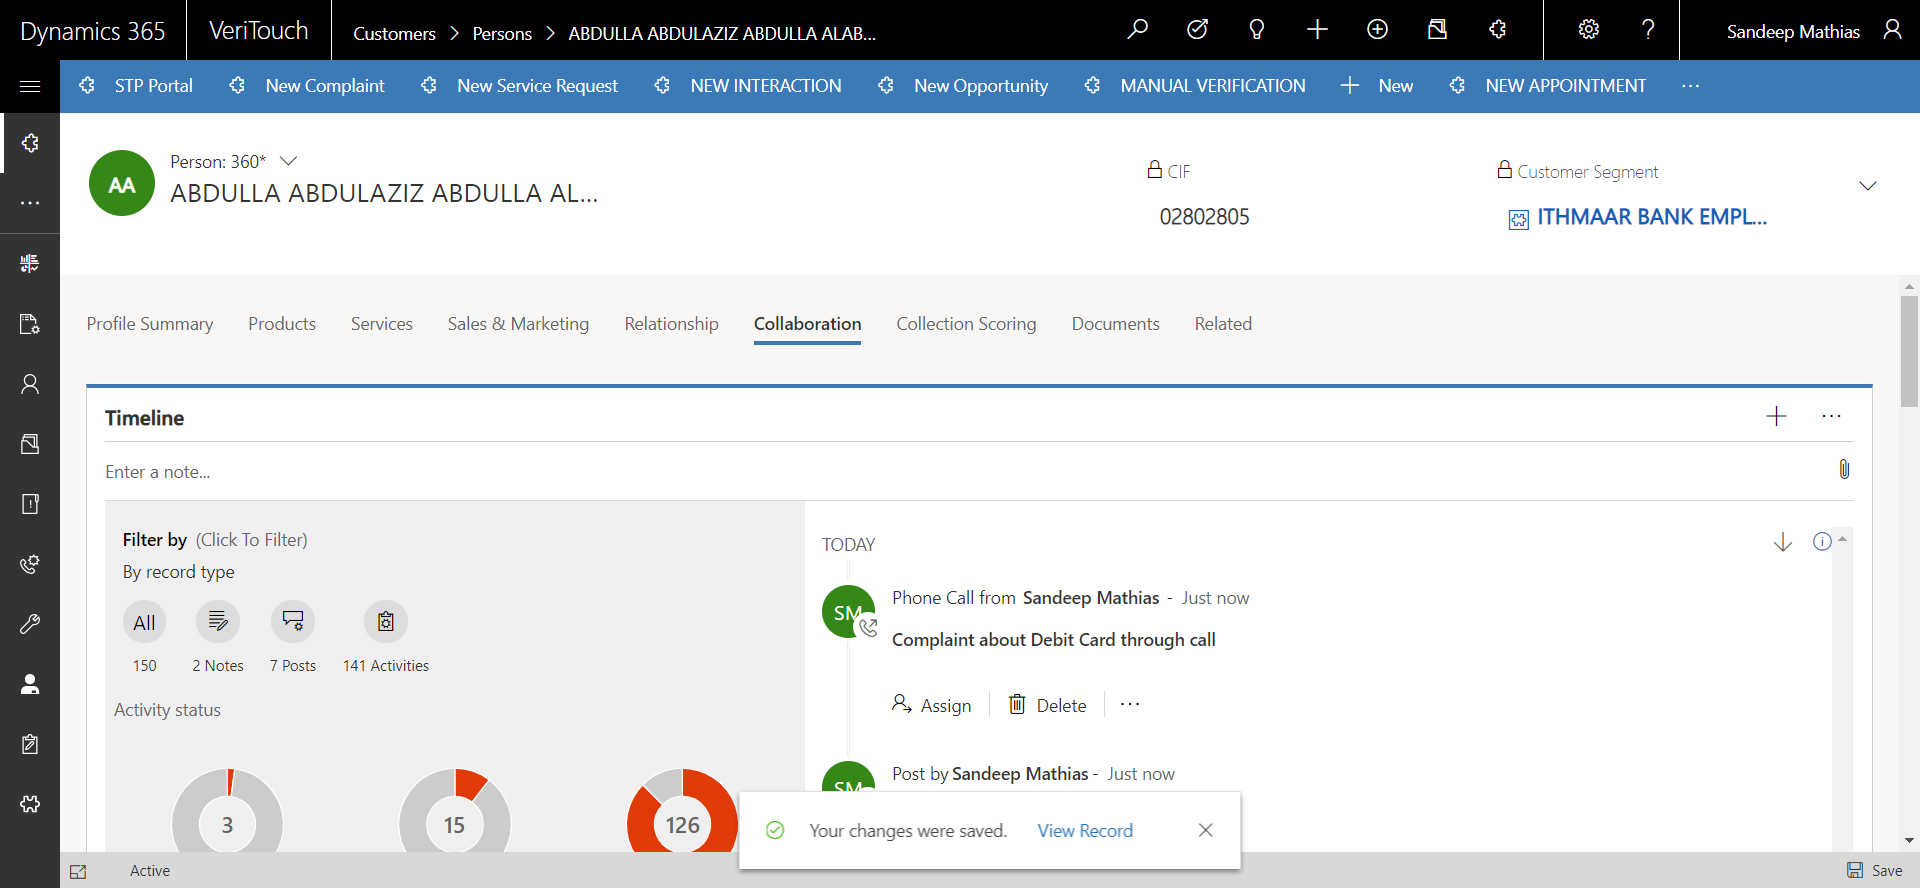 Dynamics 365 VeriTouch Customers > Persons > ABDULLA ABDULAZIZ ABDULLA ALAB... Sandeep Mathias
STP Portal New Complaint New Service Request NEW INTERACTION New Opportunity MANUAL VERIFICATION New NEW APPOINTMENT ...
AA
Person: 360*
ABDULLA ABDULAZIZ ABDULLA AL...
CIF
02802805
Customer Segment
ITHMAAR BANK EMPL...
Profile Summary Products Services Sales & Marketing Relationship Collaboration Collection Scoring Documents Related
Timeline
Enter a note...
Filter by (Click To Filter)
By record type
All
150 2 Notes 7 Posts 141 Activities
Activity status
3 15 126
TODAY
SM
Phone Call from Sandeep Mathias - Just now
Complaint about Debit Card through call
Assign Delete ...
SM
Post by Sandeep Mathias - Just now
Your changes were saved. View Record
Active Save